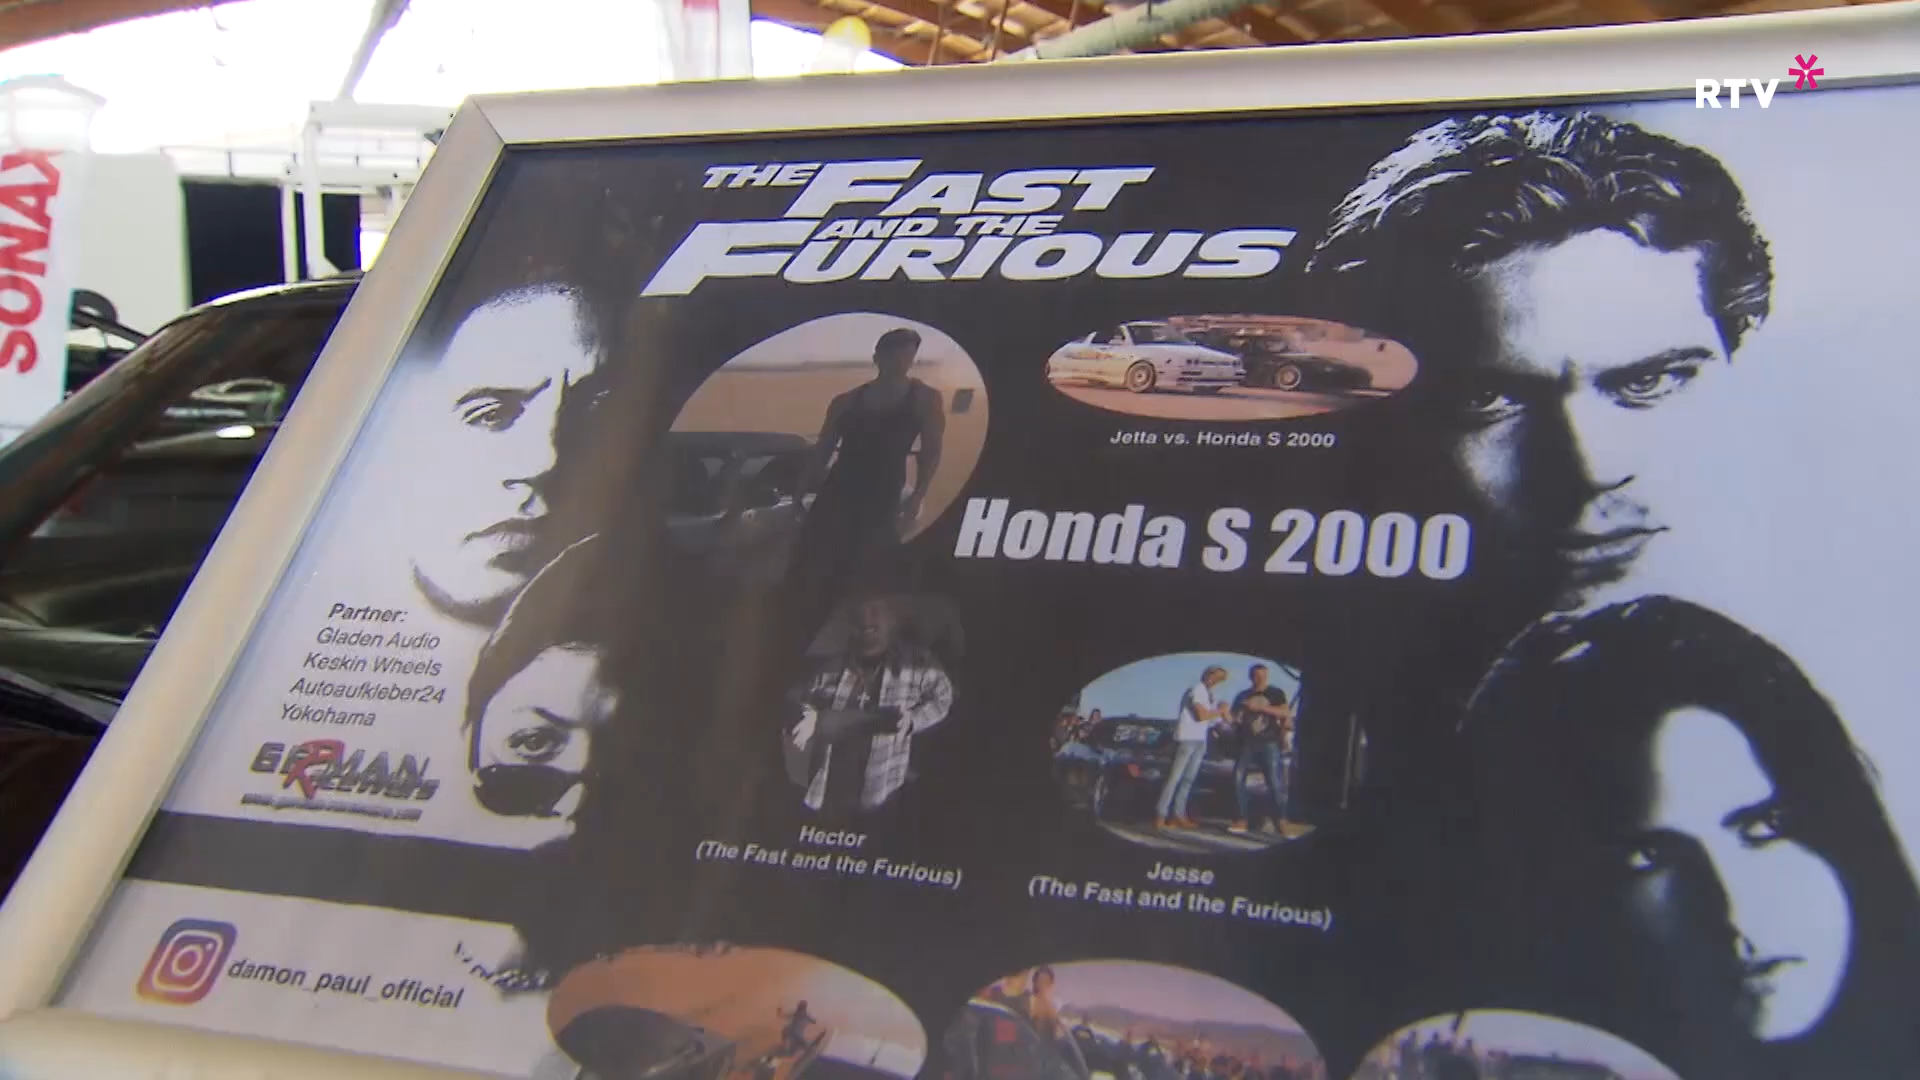 RTV
SONAX
THE FAST
AND THE
FURIOUS
Jetta vs. Honda S 2000
Honda S 2000
Partner:
Gladen Audio
Keskin Wheels
Autoaufkleber24
Yokohama
GERMAN
Hector
(The Fast and the Furious)
Jesse
(The Fast and the Furious)
damon_paul_official